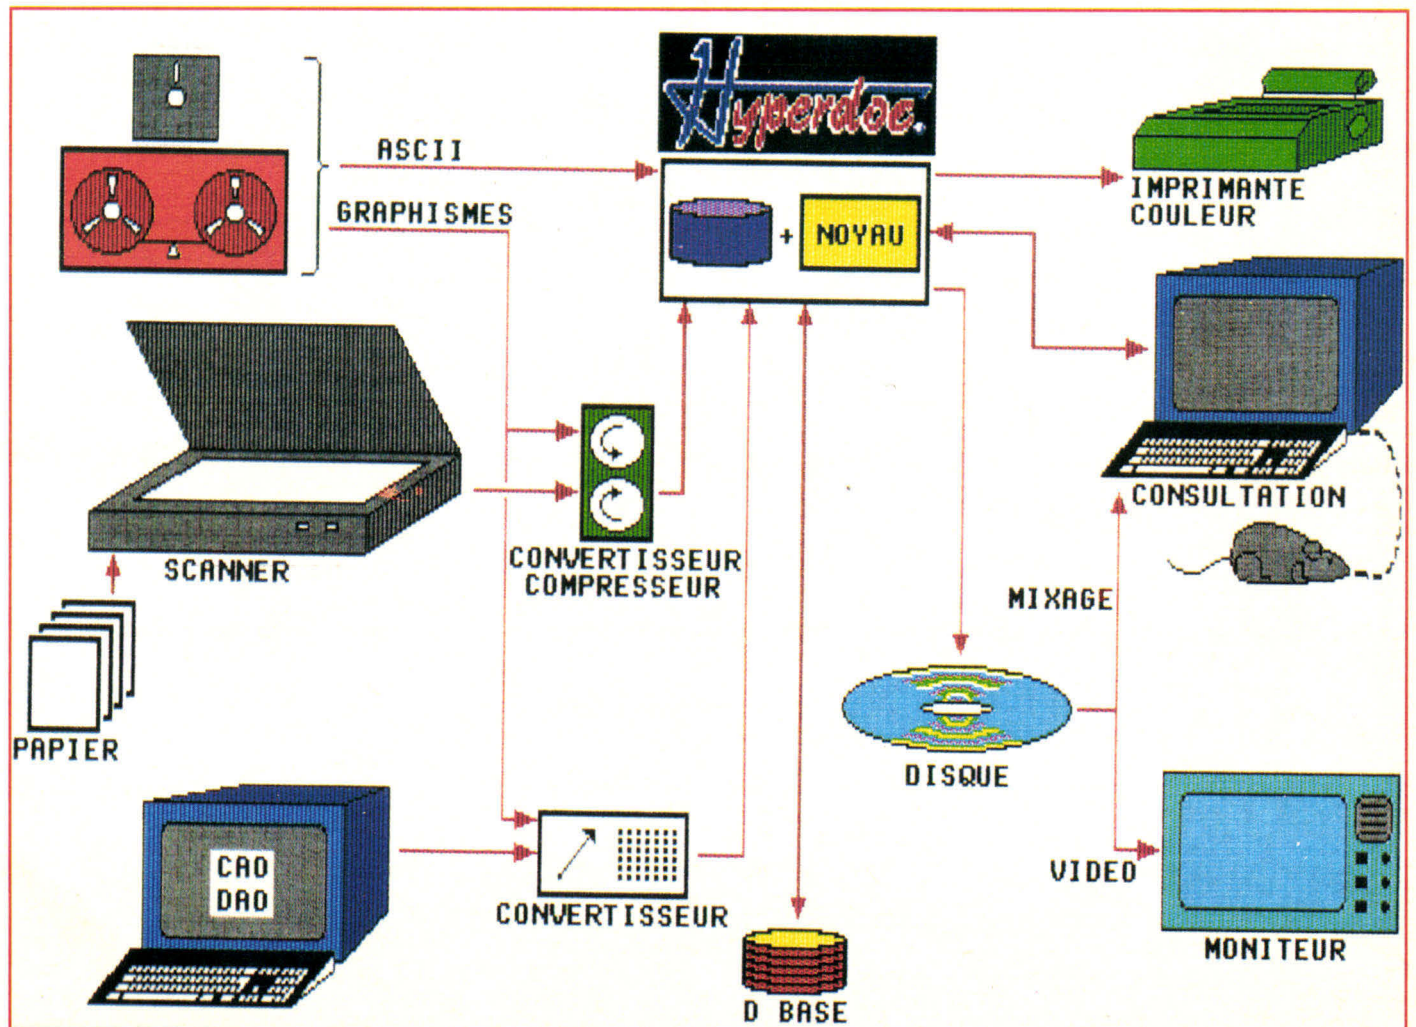 Hyperdoc.
ASCII
GRAPHISMES
+ NOYAU
IMPRIMANTE
COULEUR
CONSULTATION
SCANNER
CONVERTISSEUR
COMPRESSEUR
MIXAGE
PAPIER
DISQUE
CAO
DAO
CONVERTISSEUR
VIDEO
MONITEUR
D BASE